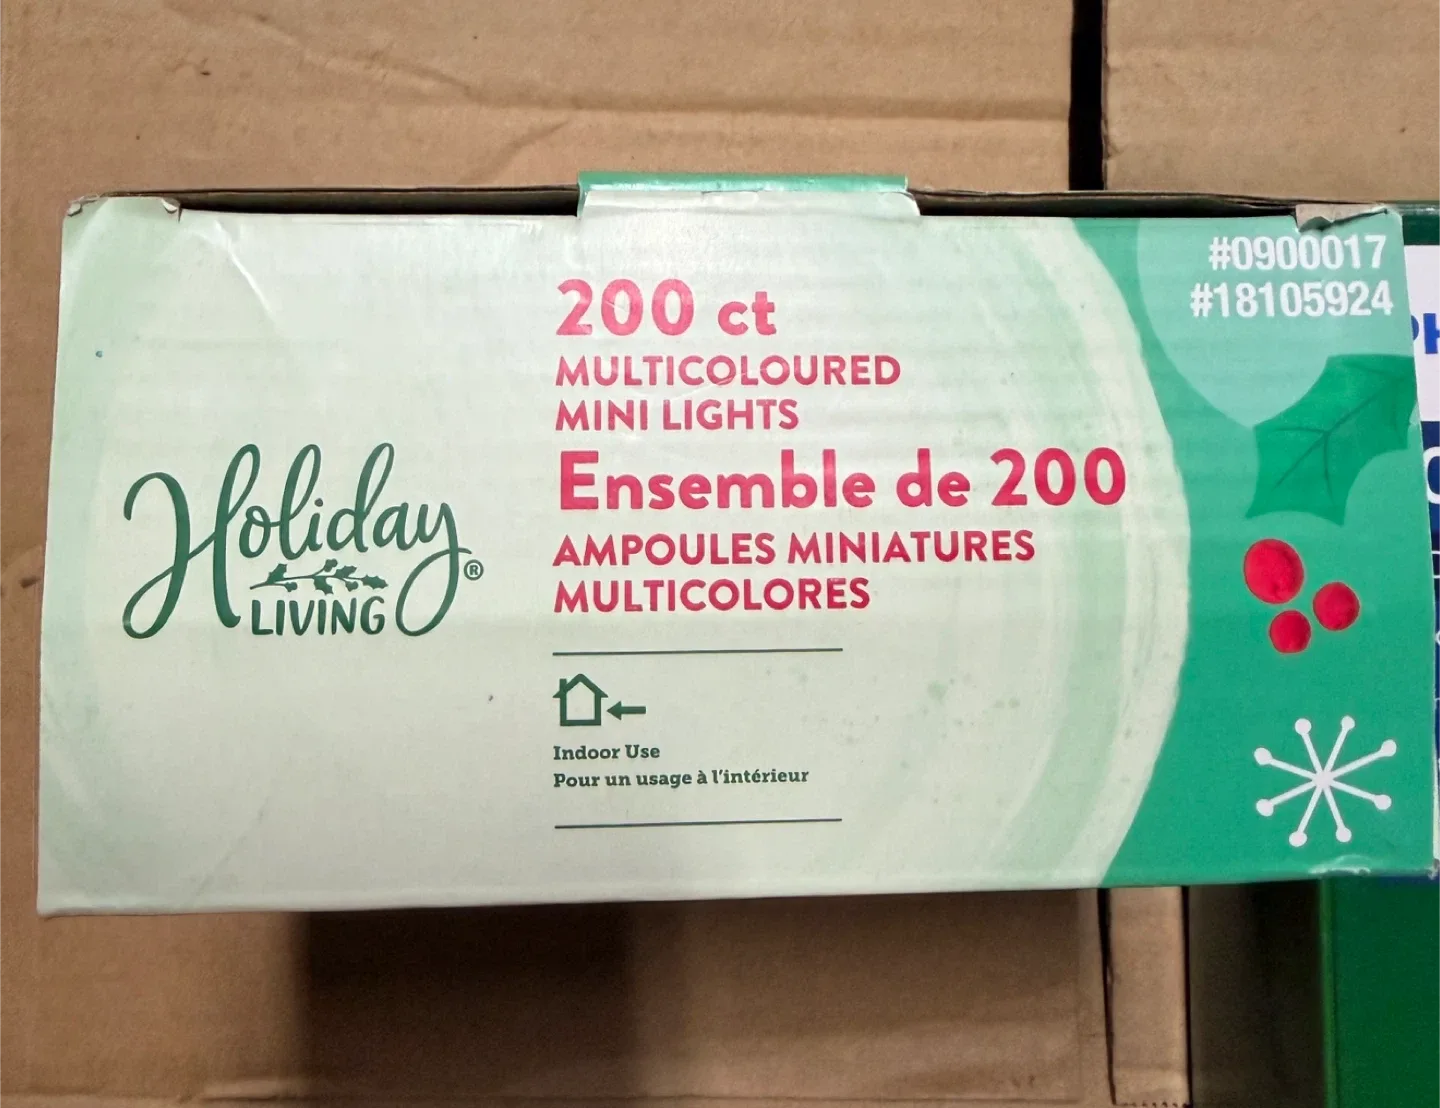 #0900017
#18105924
200 ct
MULTICOLOURED
MINI LIGHTS
Ensemble de 200
AMPOULES MINIATURES
MULTICOLORES
Holiday®
LIVING
Indoor Use
Pour un usage à l'intérieur